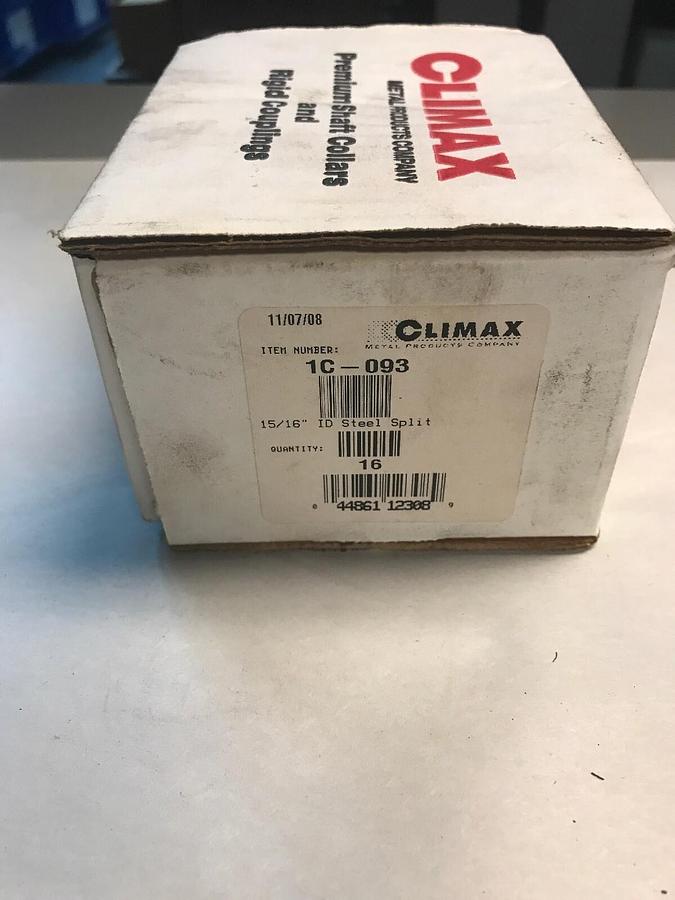 CLIMAX
METAL PRODUCTS COMPANY
Premium Shaft Collars
and
Rigid Couplings
11/07/08
CLIMAX
METAL PRODUCTS COMPANY
ITEM NUMBER:
1C-093
15/16" ID Steel Split
QUANTITY:
16
0 44861 12308 9